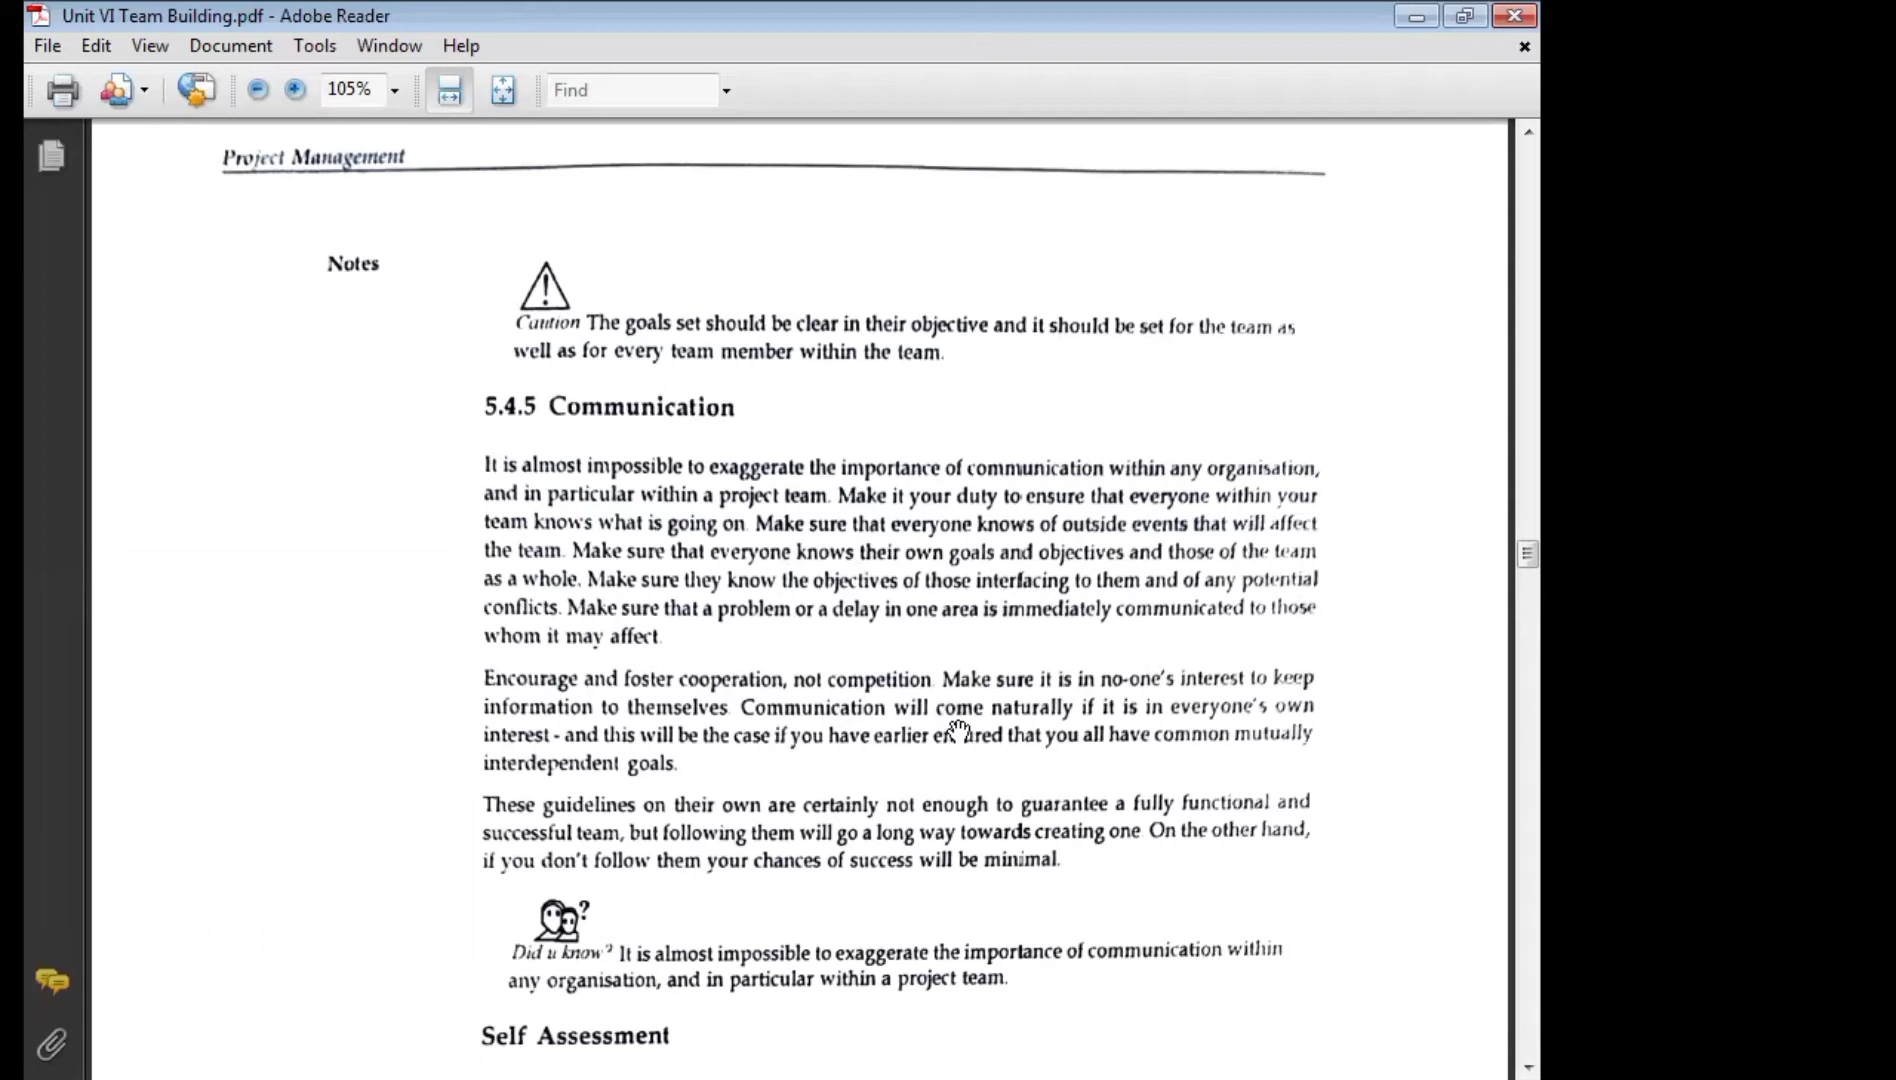 Unit VI Team Building.pdf - Adobe Reader
File Edit View Document Tools Window Help
105% Find
Project Management
Notes
Caution The goals set should be clear in their objective and it should be set for the team as
well as for every team member within the team.
5.4.5 Communication
It is almost impossible to exaggerate the importance of communication within any organisation,
and in particular within a project team. Make it your duty to ensure that everyone within your
team knows what is going on. Make sure that everyone knows of outside events that will affect
the team. Make sure that everyone knows their own goals and objectives and those of the team
as a whole. Make sure they know the objectives of those interfacing to them and of any potential
conflicts. Make sure that a problem or a delay in one area is immediately communicated to those
whom it may affect.
Encourage and foster cooperation, not competition. Make sure it is in no-one's interest to keep
information to themselves. Communication will come naturally if it is in everyone's own
interest - and this will be the case if you have earlier that you all have common mutually
interdependent goals.
These guidelines on their own are certainly not enough to guarantee a fully functional and
successful team, but following them will go a long way towards creating one. On the other hand,
if you don't follow them your chances of success will be minimal.
?
Did u know? It is almost impossible to exaggerate the importance of communication within
any organisation, and in particular within a project team.
Self Assessment